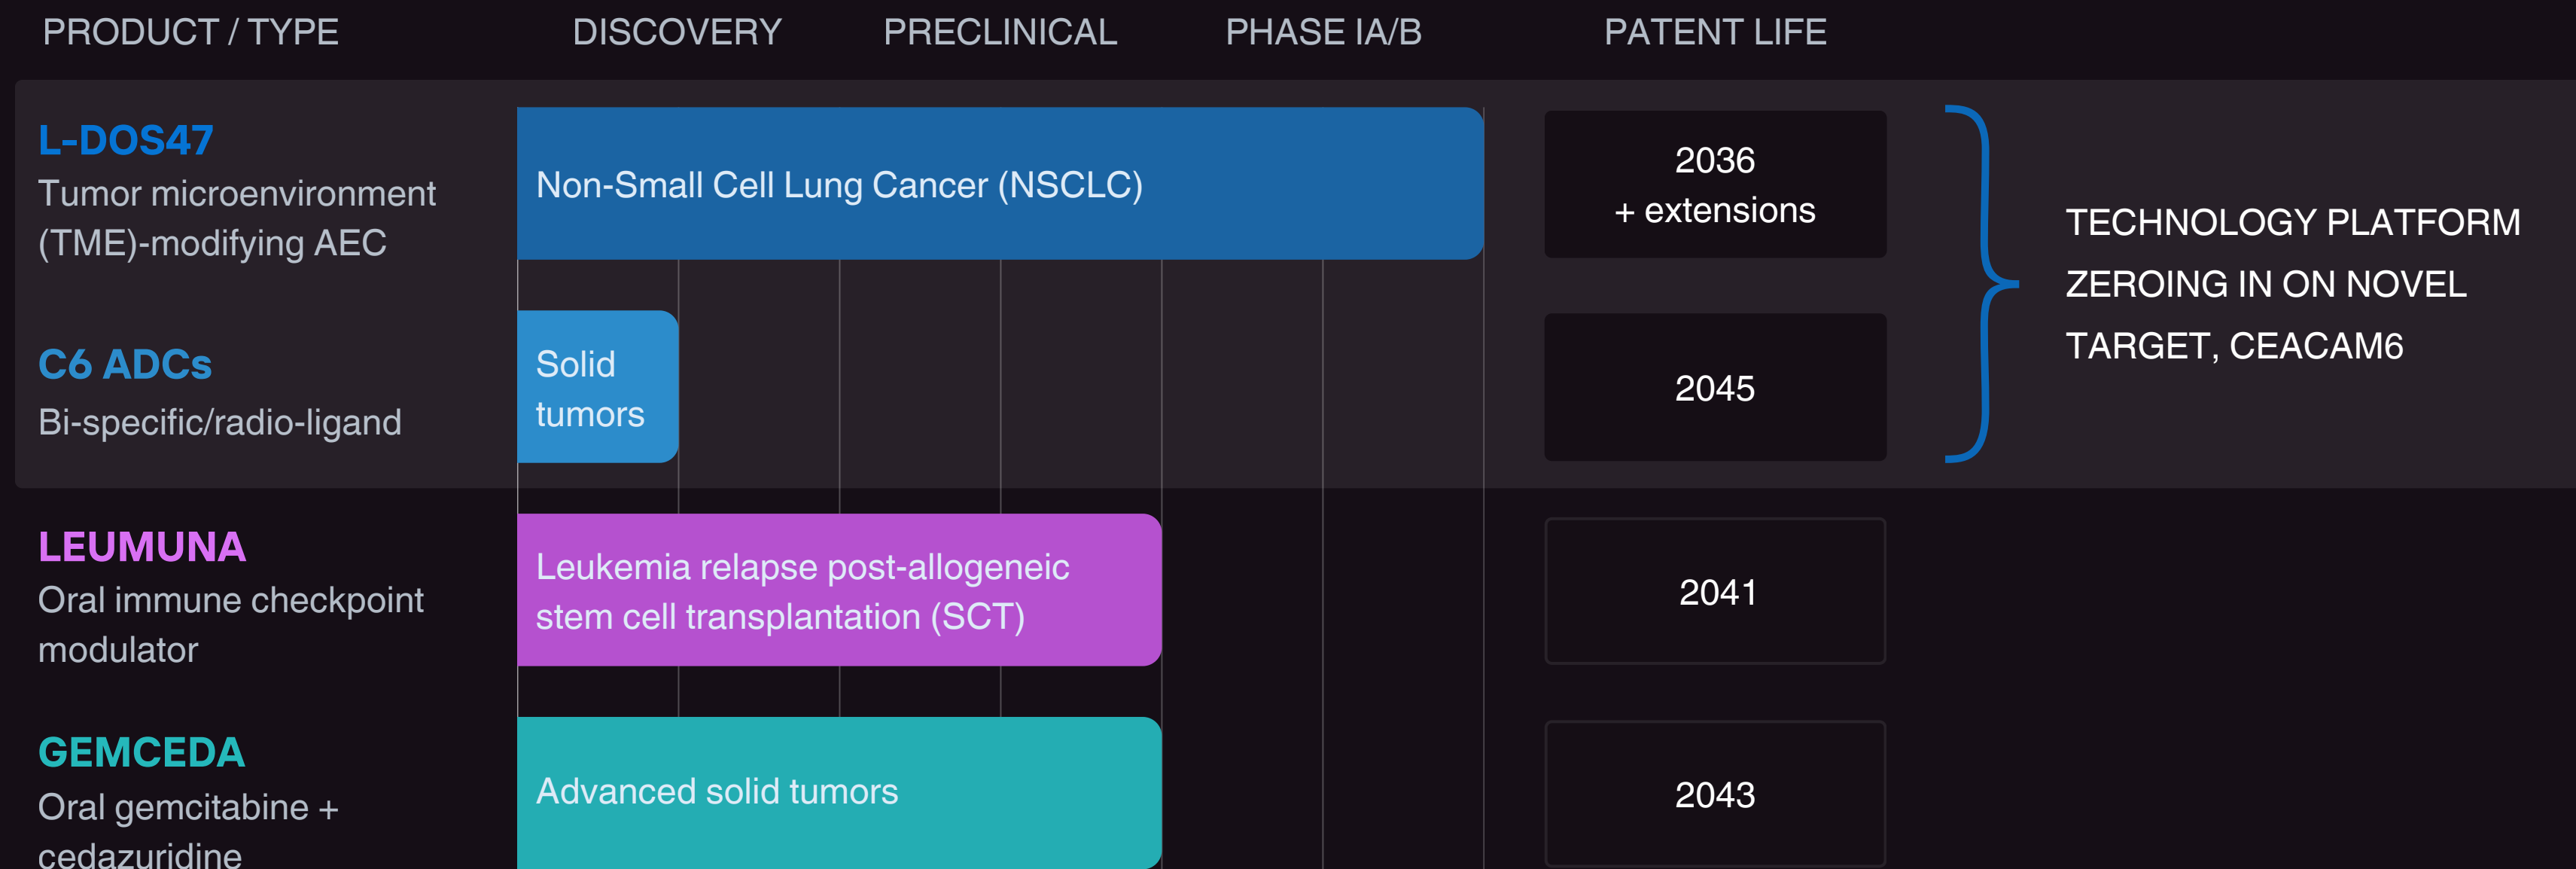 PRODUCT / TYPE DISCOVERY PRECLINICAL PHASE IA/B PATENT LIFE
L-DOS47
Tumor microenvironment
(TME)-modifying AEC
Non-Small Cell Lung Cancer (NSCLC)
2036
+ extensions
C6 ADCs
Bi-specific/radio-ligand
Solid
tumors
2045
TECHNOLOGY PLATFORM
ZEROING IN ON NOVEL
TARGET, CEACAM6
LEUMUNA
Oral immune checkpoint
modulator
Leukemia relapse post-allogeneic
stem cell transplantation (SCT)
2041
GEMCEDA
Oral gemcitabine +
cedazuridine
Advanced solid tumors
2043